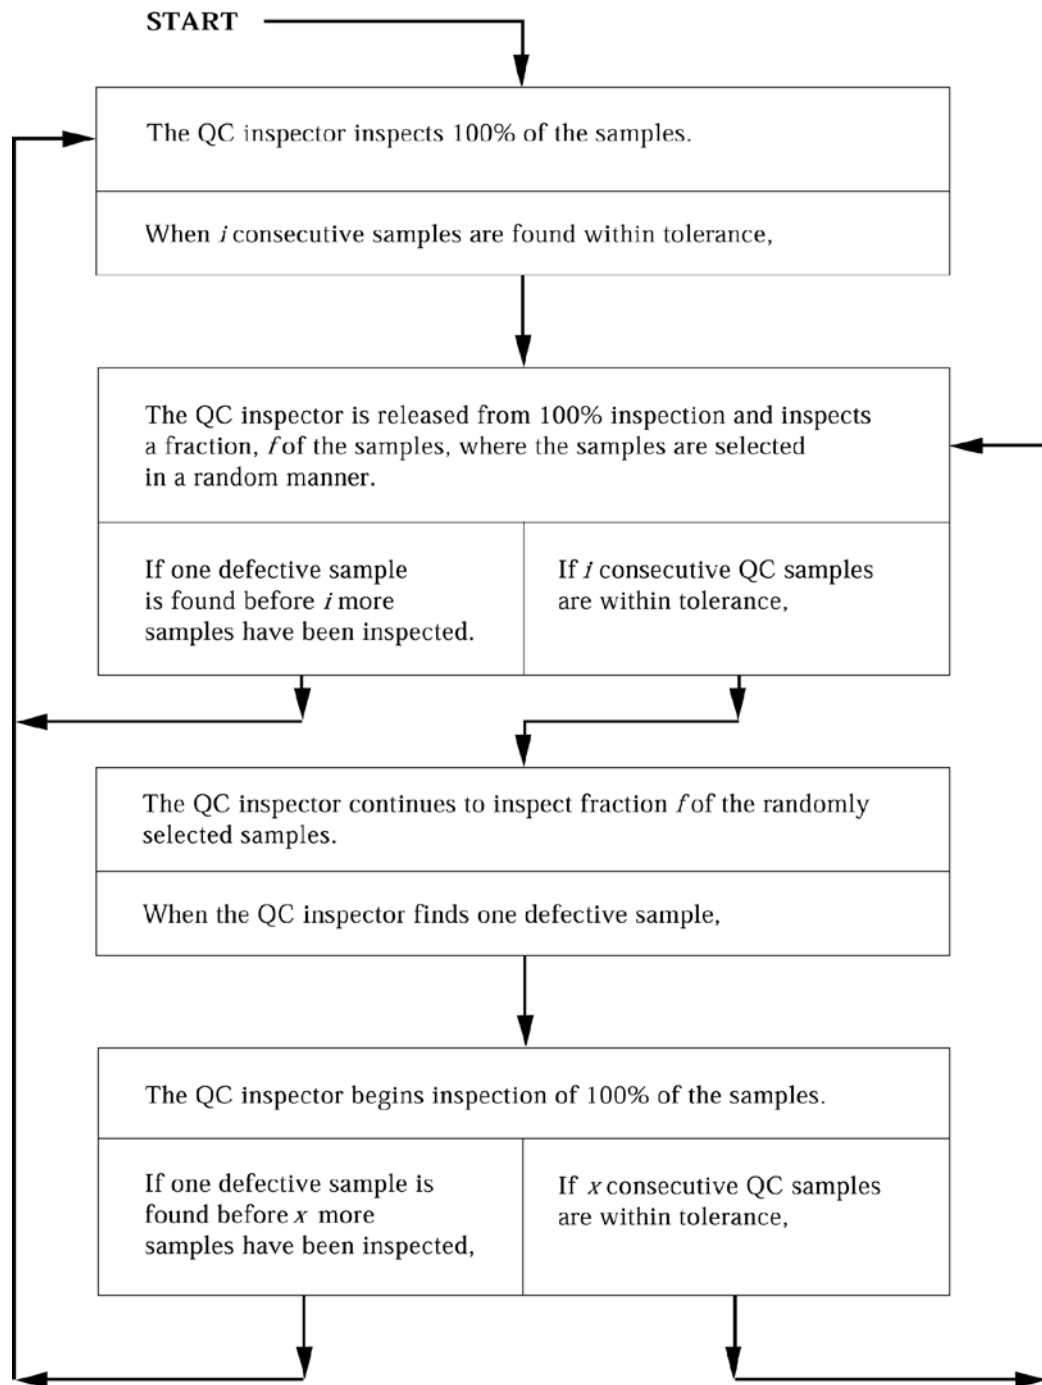 START
The QC inspector inspects 100% of the samples.
When i consecutive samples are found within tolerance,
The QC inspector is released from 100% inspection and inspects
a fraction, f of the samples, where the samples are selected
in a random manner.
If one defective sample
is found before i more
samples have been inspected.
If i consecutive QC samples
are within tolerance,
The QC inspector continues to inspect fraction f of the randomly
selected samples.
When the QC inspector finds one defective sample,
The QC inspector begins inspection of 100% of the samples.
If one defective sample is
found before x more
samples have been inspected,
If x consecutive QC samples
are within tolerance,